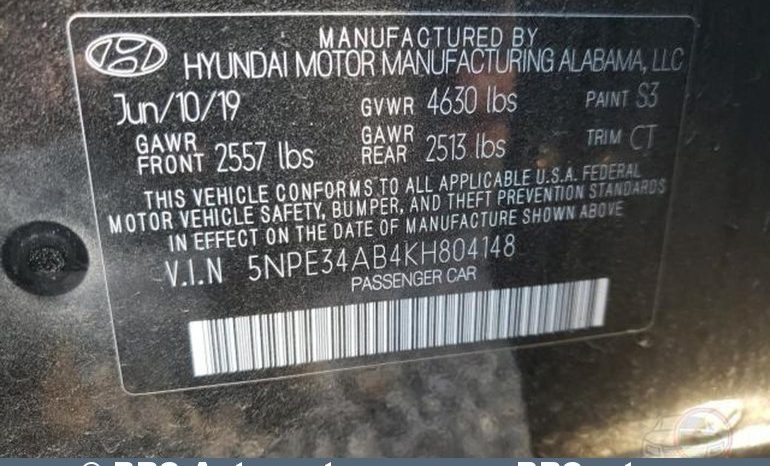 MANUFACTURED BY
HYUNDAI MOTOR MANUFACTURING ALABAMA, LLC
Jun/10/19 GVWR 4630 lbs PAINT S3
GAWR FRONT 2557 lbs GAWR REAR 2513 lbs TRIM CT
THIS VEHICLE CONFORMS TO ALL APPLICABLE U.S.A. FEDERAL
MOTOR VEHICLE SAFETY, BUMPER, AND THEFT PREVENTION STANDARDS
IN EFFECT ON THE DATE OF MANUFACTURE SHOWN ABOVE
V.I.N 5NPE34AB4KH804148
PASSENGER CAR